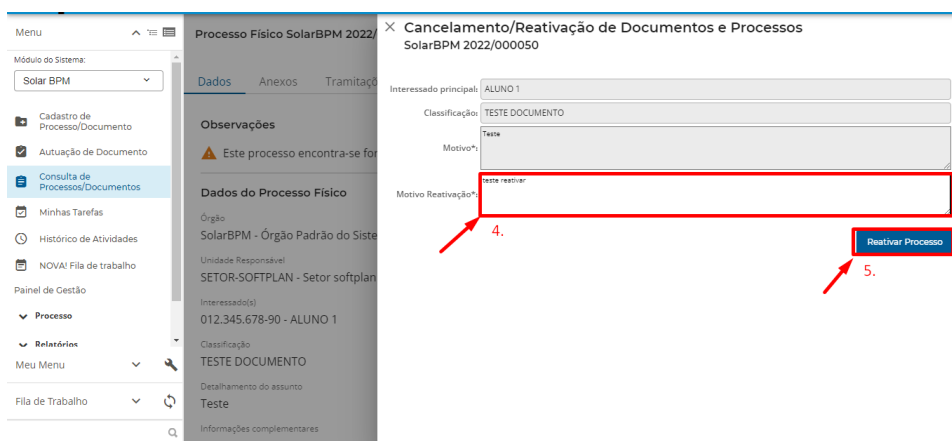 Menu
Módulo do Sistema:
Solar BPM
Cadastro de
Processo/Documento
Autuação de Documento
Consulta de
Processos/Documentos
Minhas Tarefas
Histórico de Atividades
NOVA! Fila de trabalho
Painel de Gestão
Processo
Relatórios
Meu Menu
Fila de Trabalho
Processo Físico SolarBPM 2022/
Dados Anexos Tramitaçõ
Observações
Este processo encontra-se for
Dados do Processo Físico
Órgão
SolarBPM - Órgão Padrão do Siste
Unidade Responsável
SETOR-SOFTPLAN - Setor softplan
Interessado(s)
012.345.678-90 - ALUNO 1
Classificação
TESTE DOCUMENTO
Detalhamento do assunto
Teste
Informações complementares
Cancelamento/Reativação de Documentos e Processos
SolarBPM 2022/000050
Interessado principal: ALUNO 1
Classificação: TESTE DOCUMENTO
Motivo*: Teste
Motivo Reativação*: teste reativar
4.
Reativar Processo
5.